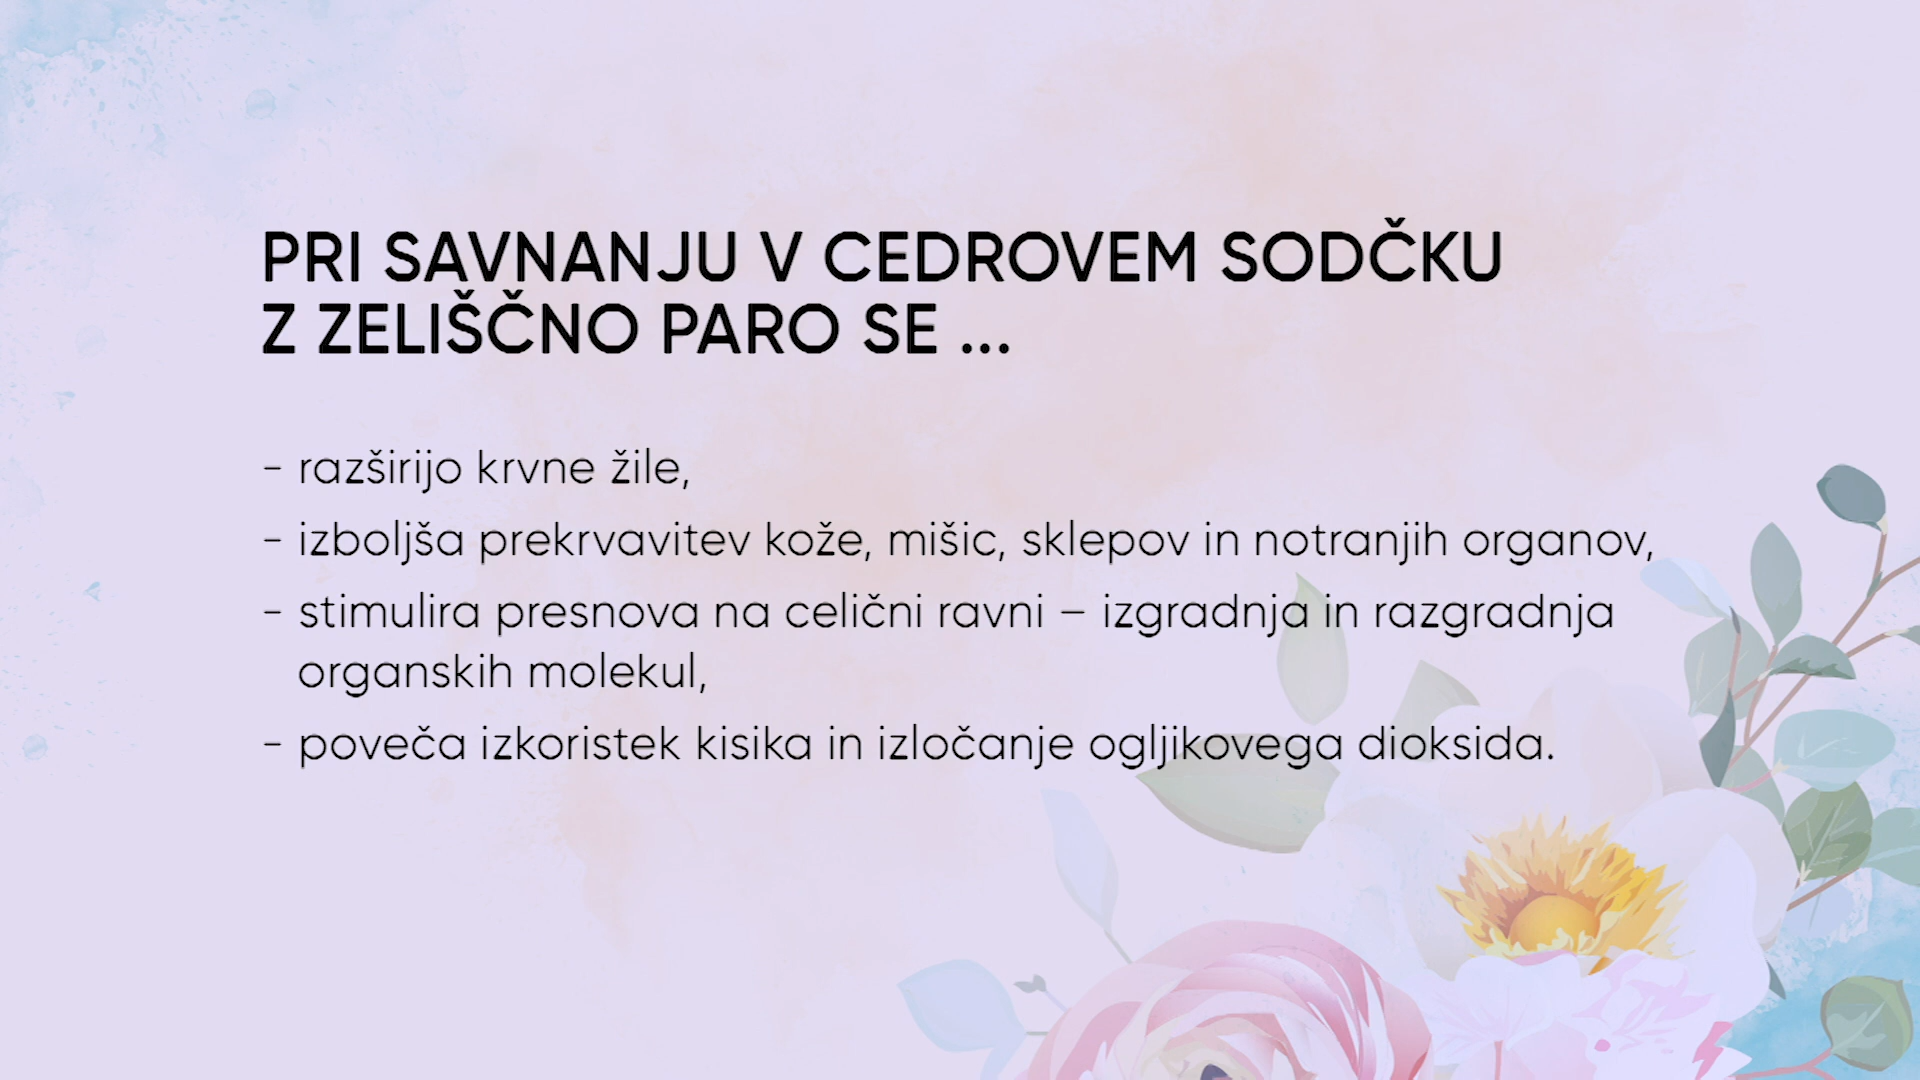 PRI SAVNANJU V CEDROVEM SODČKU
Z ZELIŠČNO PARO SE ...
- razširijo krvne žile,
- izboljša prekrvavitev kože, mišic, sklepov in notranjih organov,
- stimulira presnova na celični ravni – izgradnja in razgradnja
organskih molekul,
- poveča izkoristek kisika in izločanje ogljikovega dioksida.